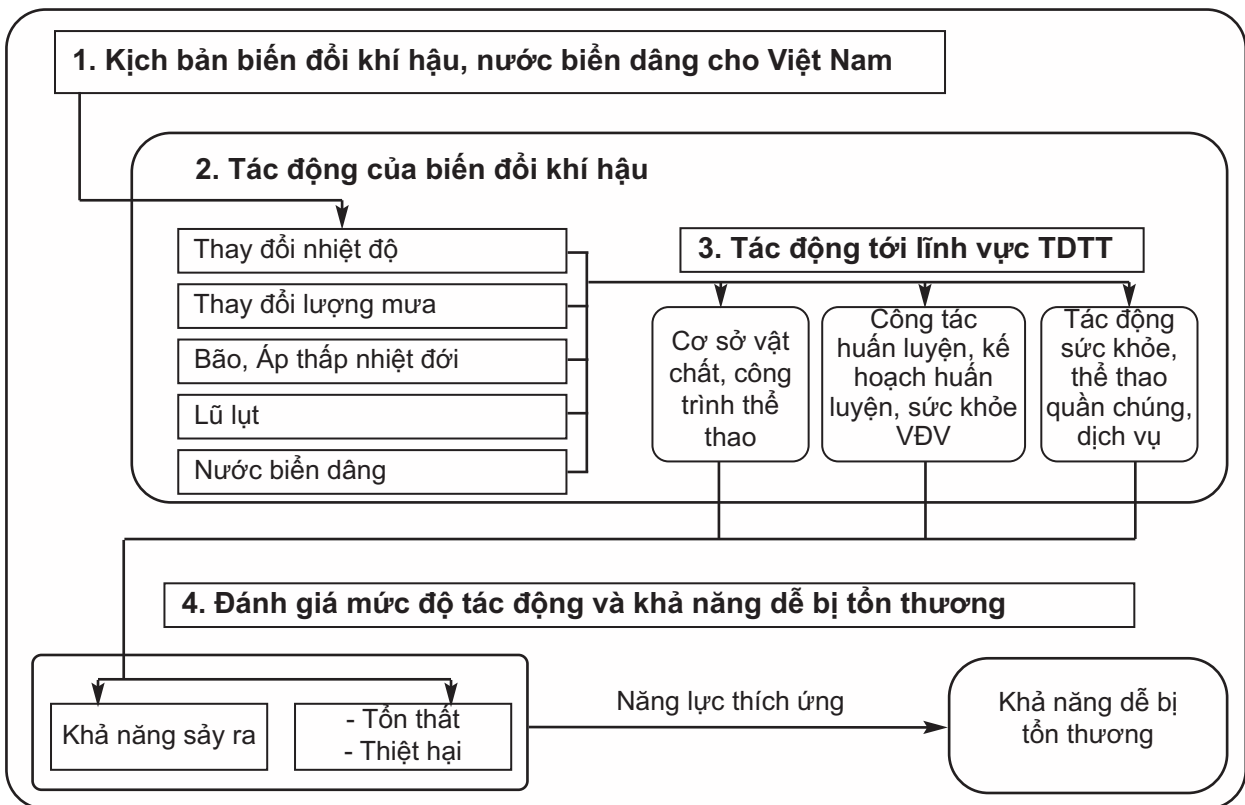 1. Kịch bản biến đổi khí hậu, nước biển dâng cho Việt Nam
2. Tác động của biến đổi khí hậu
Thay đổi nhiệt độ
Thay đổi lượng mưa
Bão, Áp thấp nhiệt đới
Lũ lụt
Nước biển dâng
3. Tác động tới lĩnh vực TDTT
Cơ sở vật
chất, công
trình thể
thao
Công tác
huấn luyện, kế
hoạch huấn
luyện, sức khỏe
VĐV
Tác động
sức khỏe,
thể thao
quần chúng,
dịch vụ
4. Đánh giá mức độ tác động và khả năng dễ bị tổn thương
Khả năng sảy ra
- Tổn thất
- Thiệt hại
Năng lực thích ứng
Khả năng dễ bị
tổn thương